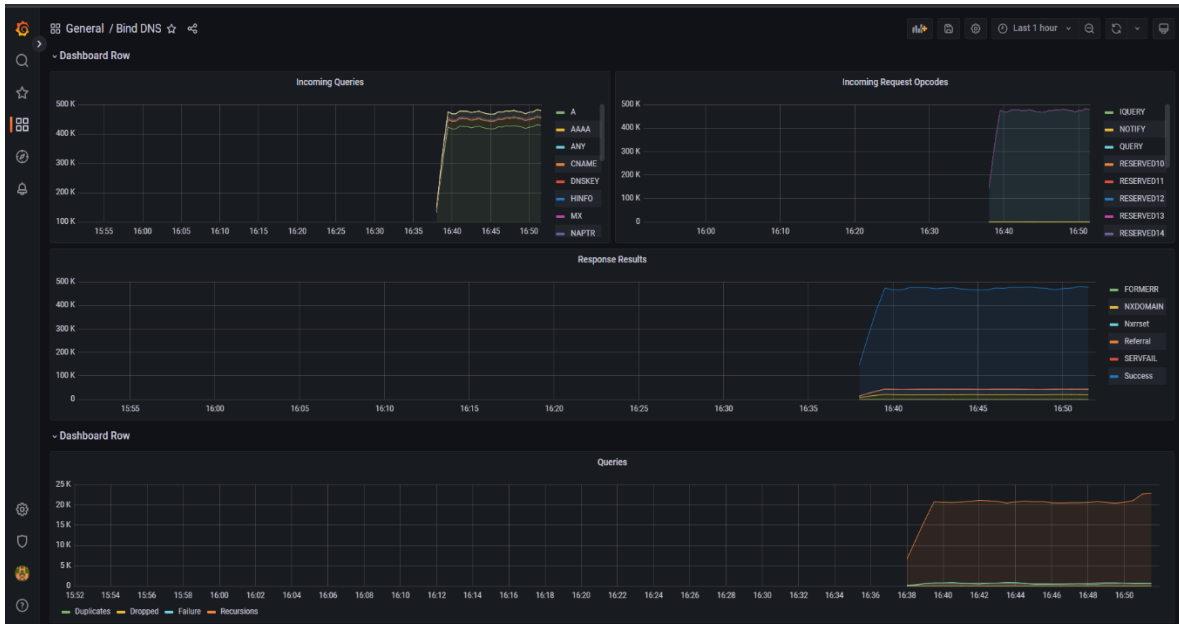 General / Bind DNS
Last 1 hour
Dashboard Row
Incoming Queries
500 K
400 K
300 K
200 K
100 K
15:55 16:00 16:05 16:10 16:15 16:20 16:25 16:30 16:35 16:40 16:45 16:50
A
AAAA
ANY
CNAME
DNSKEY
HINFO
MX
NAPTR
Incoming Request Opcodes
500 K
400 K
300 K
200 K
100 K
0
16:00 16:10 16:20 16:30 16:40 16:50
IQUERY
NOTIFY
QUERY
RESERVED10
RESERVED11
RESERVED12
RESERVED13
RESERVED14
Response Results
500 K
400 K
300 K
200 K
100 K
0
15:55 16:00 16:05 16:10 16:15 16:20 16:25 16:30 16:35 16:40 16:45 16:50
FORMERR
NXDOMAIN
Nxrrset
Referral
SERVFAIL
Success
Dashboard Row
Queries
25 K
20 K
15 K
10 K
5 K
0
15:52 15:54 15:56 15:58 16:00 16:02 16:04 16:06 16:08 16:10 16:12 16:14 16:16 16:18 16:20 16:22 16:24 16:26 16:28 16:30 16:32 16:34 16:36 16:38 16:40 16:42 16:44 16:46 16:48 16:50
Duplicates Dropped Failure Recursions